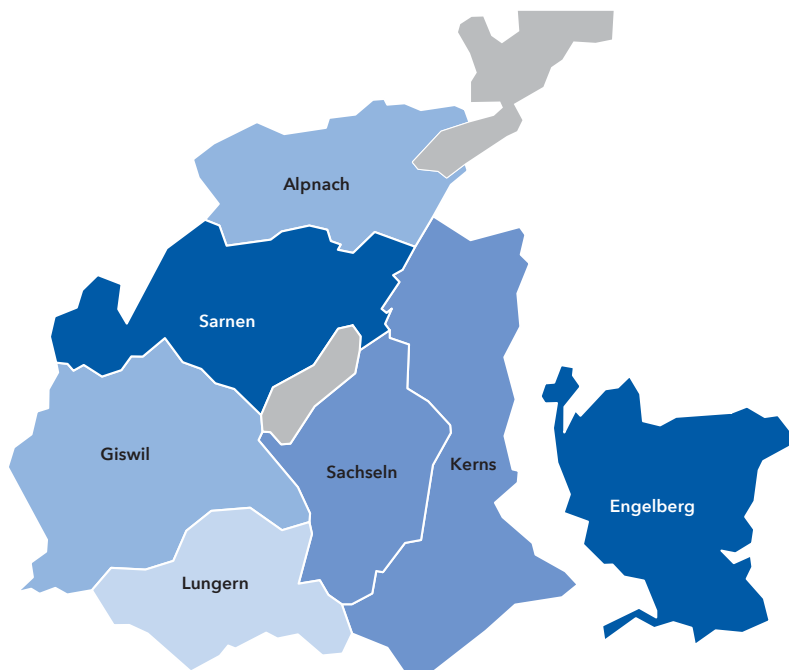 Alpnach
Sarnen
Giswil
Sachseln
Kerns
Engelberg
Lungern